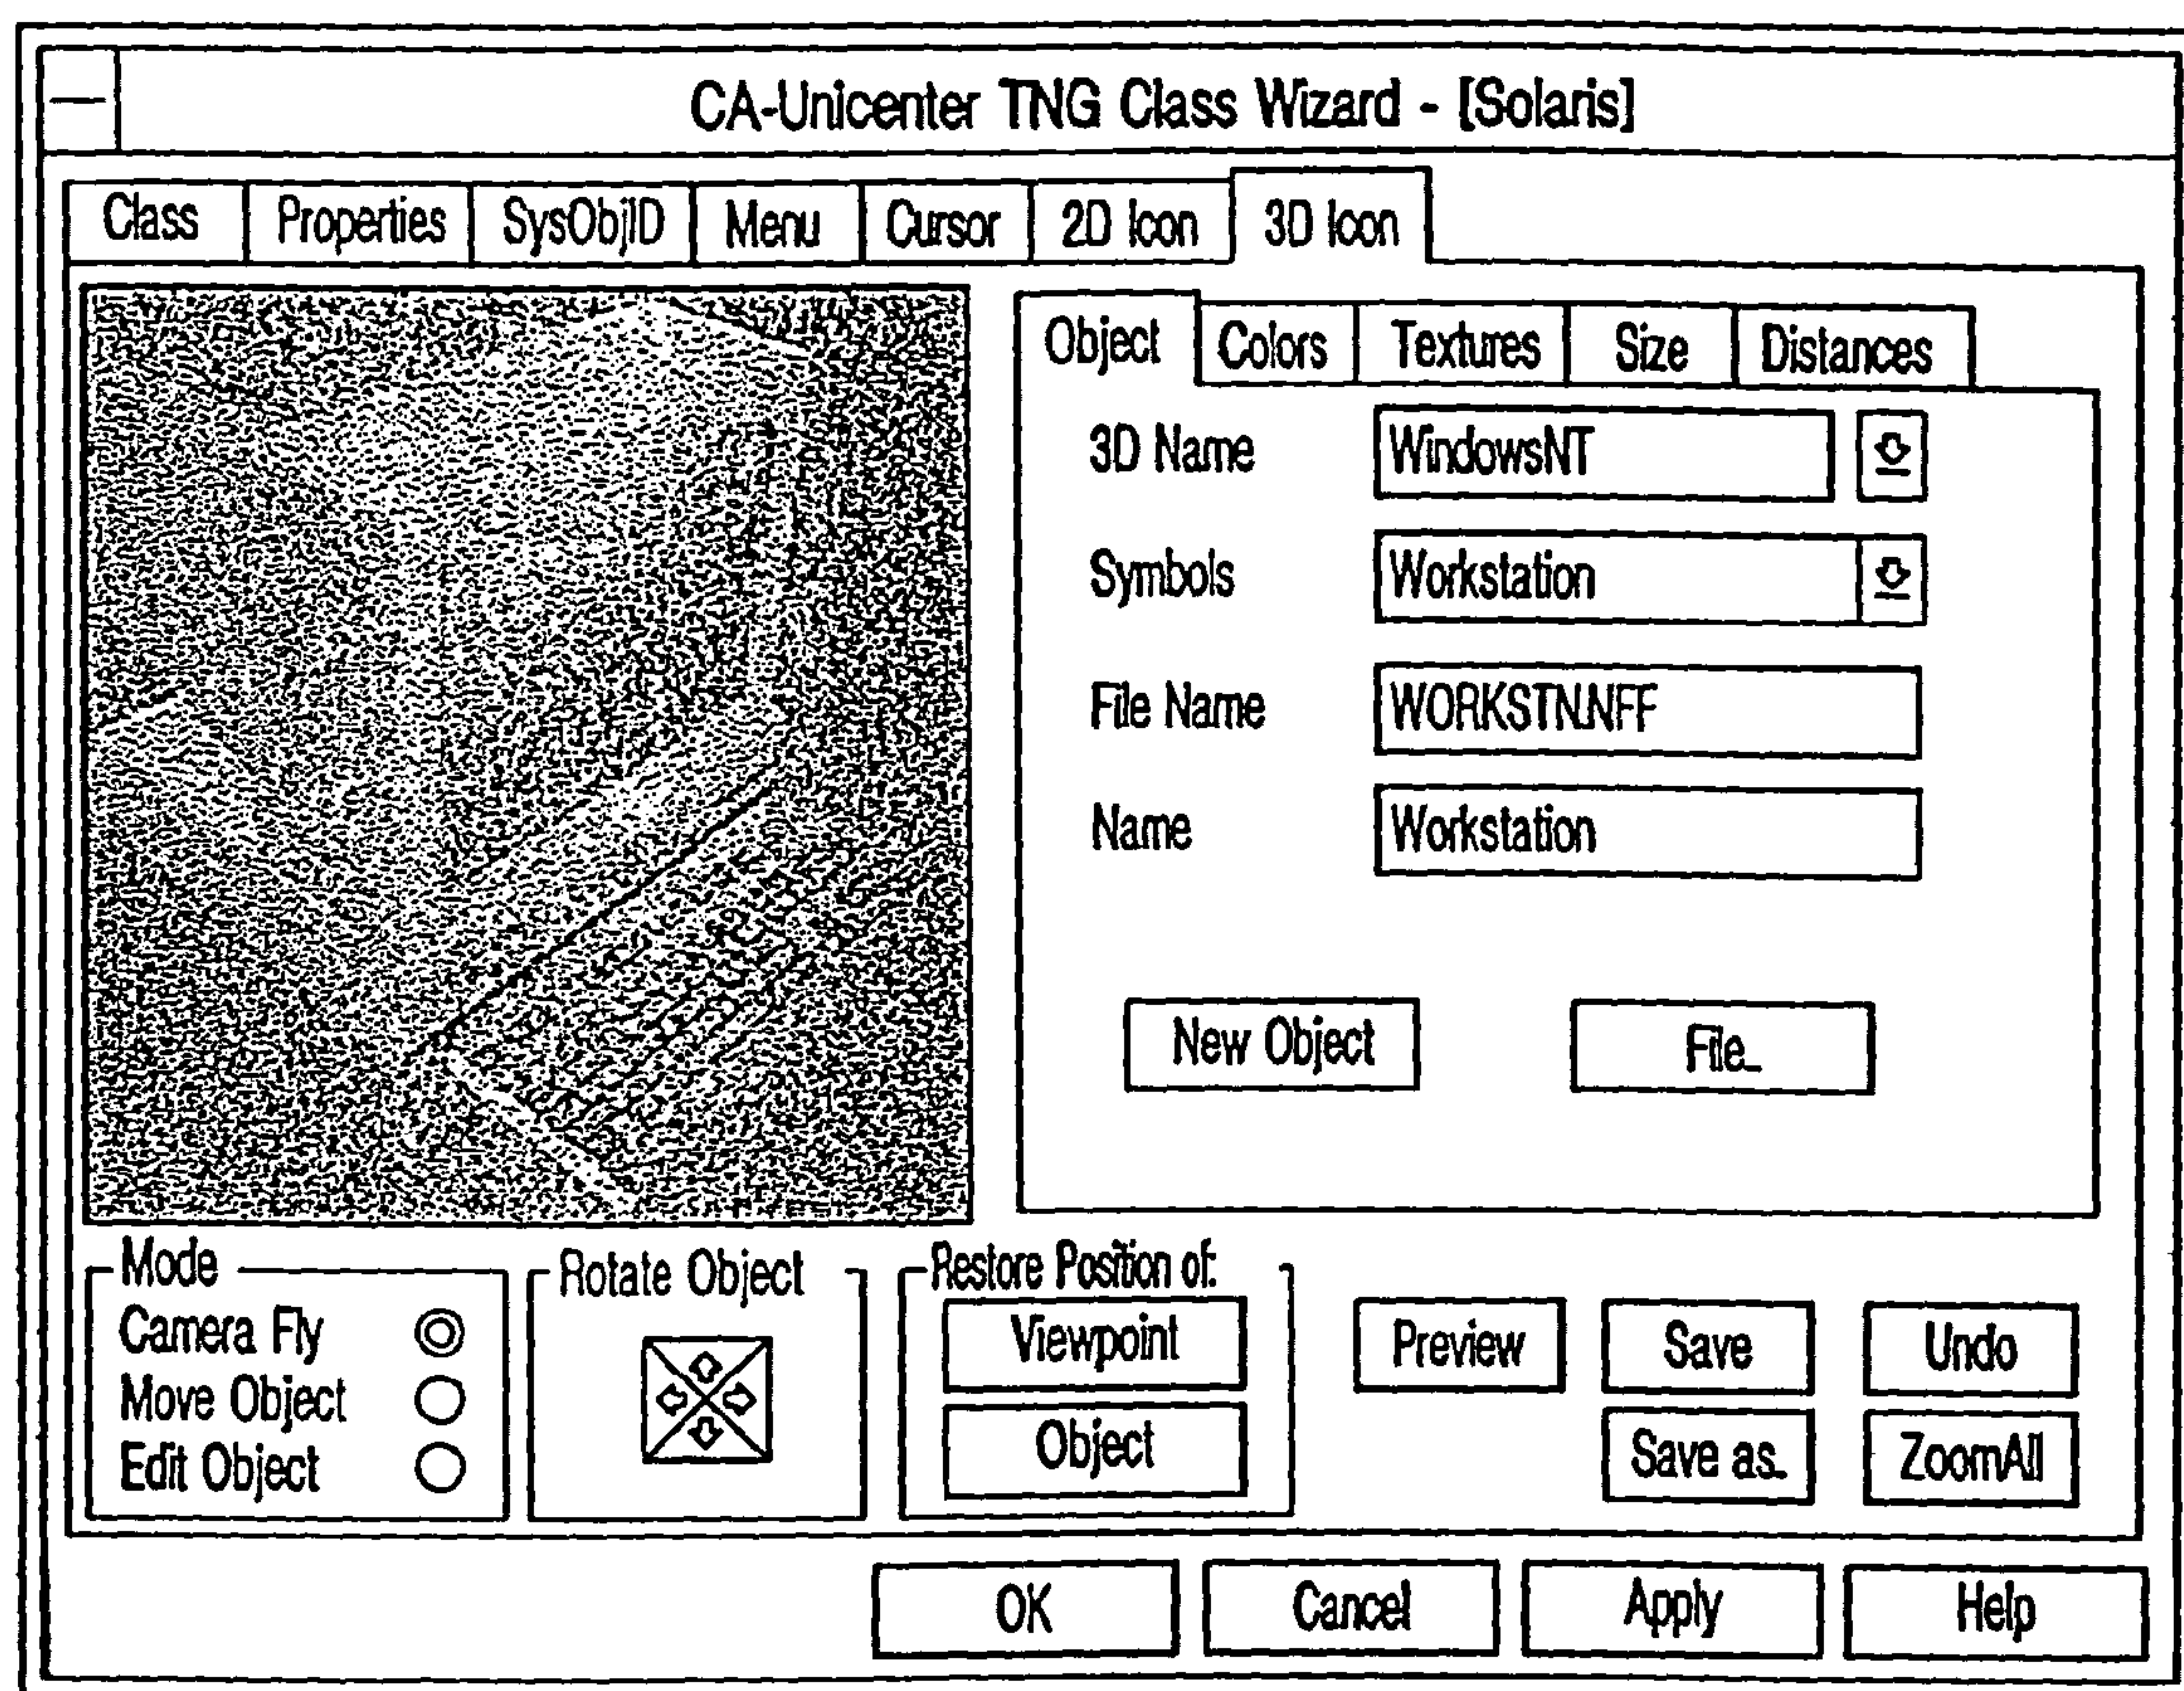 CA-Unicenter TNG Class Wizard - [Solaris]
Class Properties SysObjID Menu Cursor 2D Icon 3D Icon
Object Colors Textures Size Distances
3D Name WindowsNT
Symbols Workstation
File Name WORKSTN.NFF
Name Workstation
New Object File..
Mode
Camera Fly
Move Object
Edit Object
Rotate Object
Restore Position of:
Viewpoint
Object
Preview Save Undo
Save as.. ZoomAll
OK Cancel Apply Help